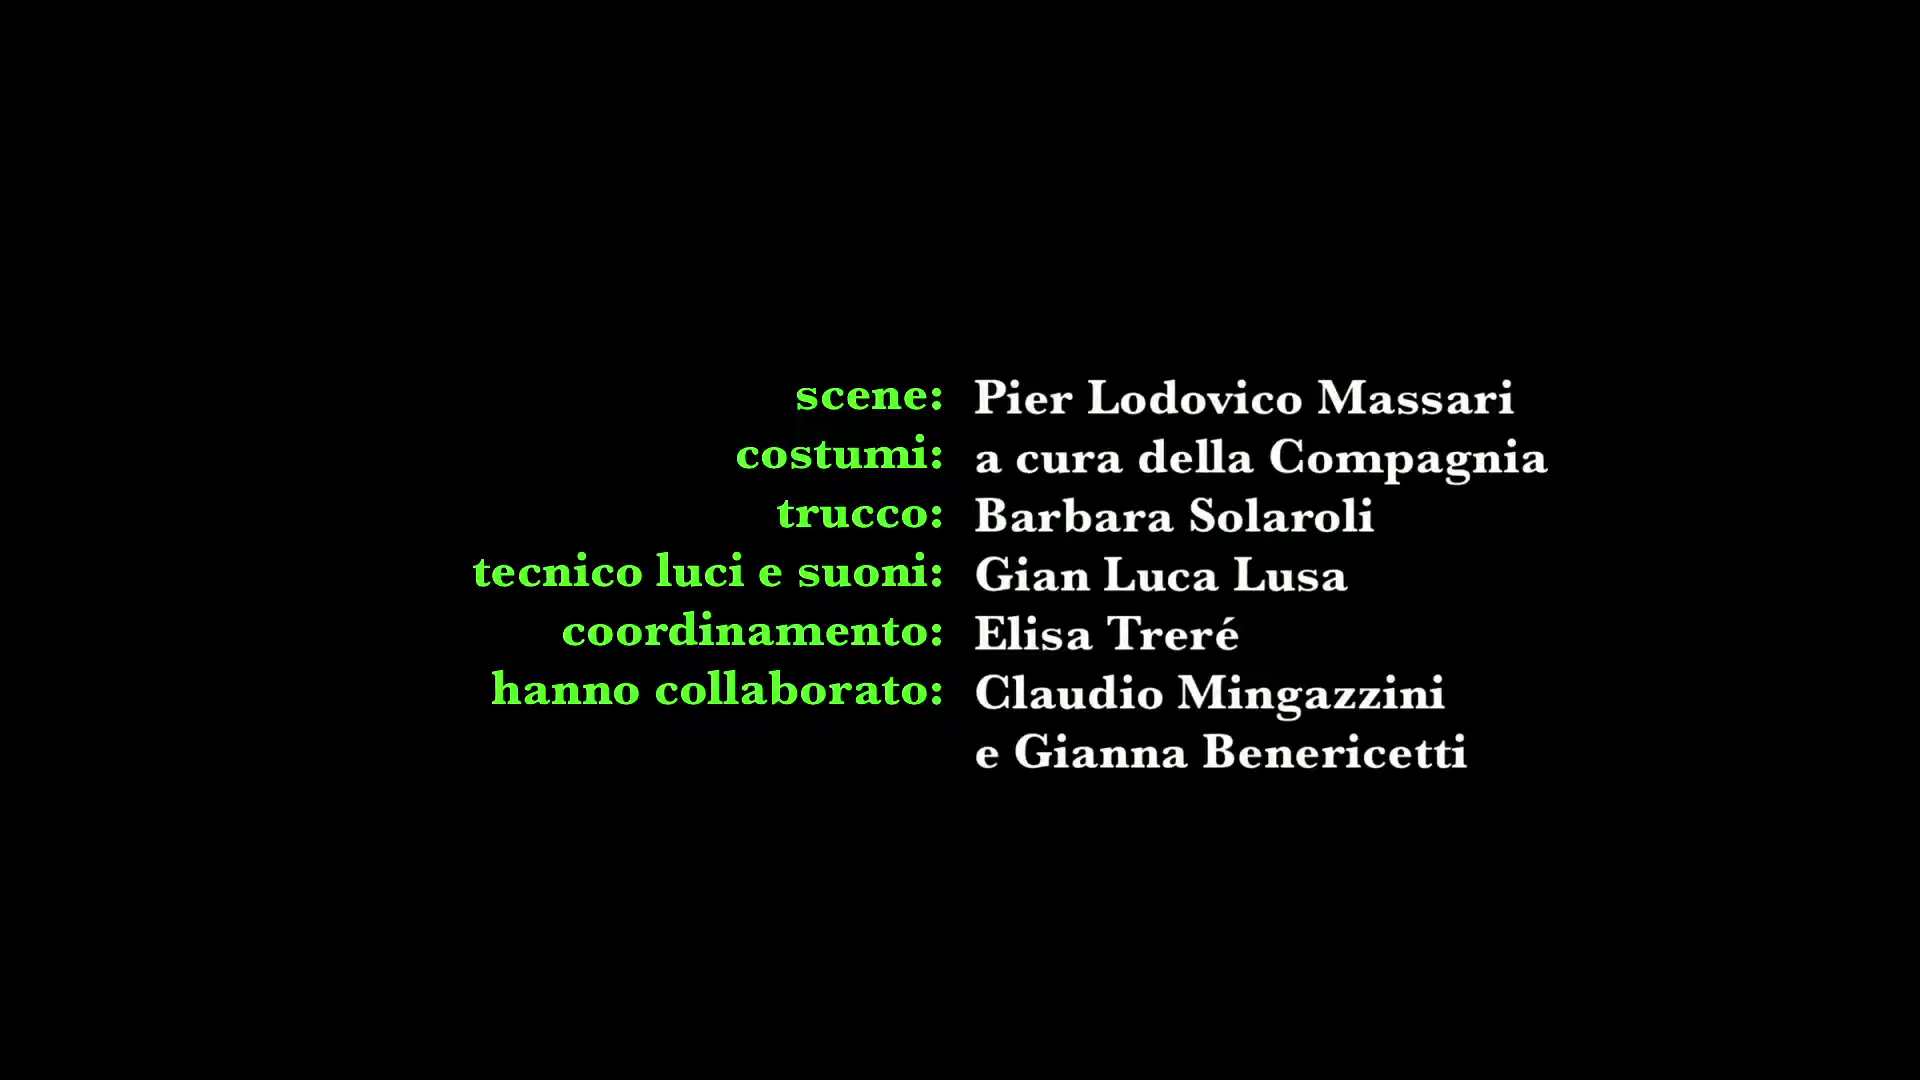 scene: Pier Lodovico Massari
costumi: a cura della Compagnia
trucco: Barbara Solaroli
tecnico luci e suoni: Gian Luca Lusa
coordinamento: Elisa Treré
hanno collaborato: Claudio Mingazzini
e Gianna Benericetti